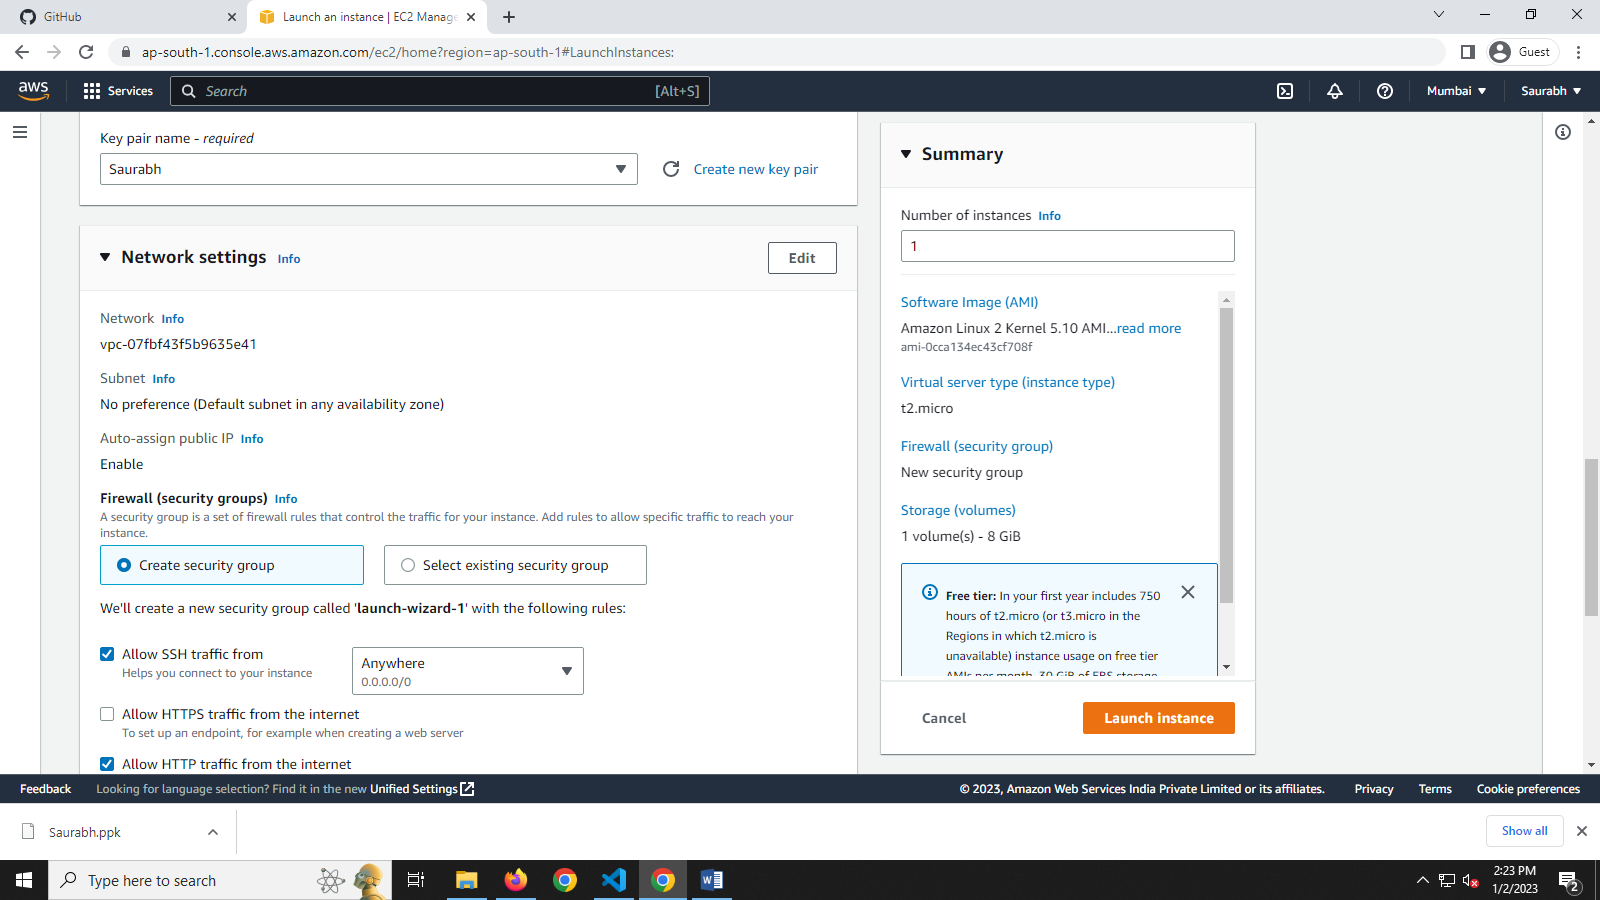 GitHub
Launch an instance | EC2 Manage
ap-south-1.console.aws.amazon.com/ec2/home?region=ap-south-1#LaunchInstances:
Guest
aws
Services
Search
[Alt+S]
Mumbai
Saurabh
Key pair name - required
Saurabh
Create new key pair
Network settings Info
Edit
Network Info
vpc-07fbf43f5b9635e41
Subnet Info
No preference (Default subnet in any availability zone)
Auto-assign public IP Info
Enable
Firewall (security groups) Info
A security group is a set of firewall rules that control the traffic for your instance. Add rules to allow specific traffic to reach your
instance.
Create security group
Select existing security group
We'll create a new security group called 'launch-wizard-1' with the following rules:
Allow SSH traffic from
Helps you connect to your instance
Anywhere
0.0.0.0/0
Allow HTTPS traffic from the internet
To set up an endpoint, for example when creating a web server
Allow HTTP traffic from the internet
Summary
Number of instances Info
1
Software Image (AMI)
Amazon Linux 2 Kernel 5.10 AMI...read more
ami-0cca134ec43cf708f
Virtual server type (instance type)
t2.micro
Firewall (security group)
New security group
Storage (volumes)
1 volume(s) - 8 GiB
Free tier: In your first year includes 750
hours of t2.micro (or t3.micro in the
Regions in which t2.micro is
unavailable) instance usage on free tier
AMIs per month, 30 GiB of EBS storage,
Cancel
Launch instance
Feedback
Looking for language selection? Find it in the new Unified Settings
© 2023, Amazon Web Services India Private Limited or its affiliates.
Privacy
Terms
Cookie preferences
Saurabh.ppk
Show all
Type here to search
2:23 PM
1/2/2023
2